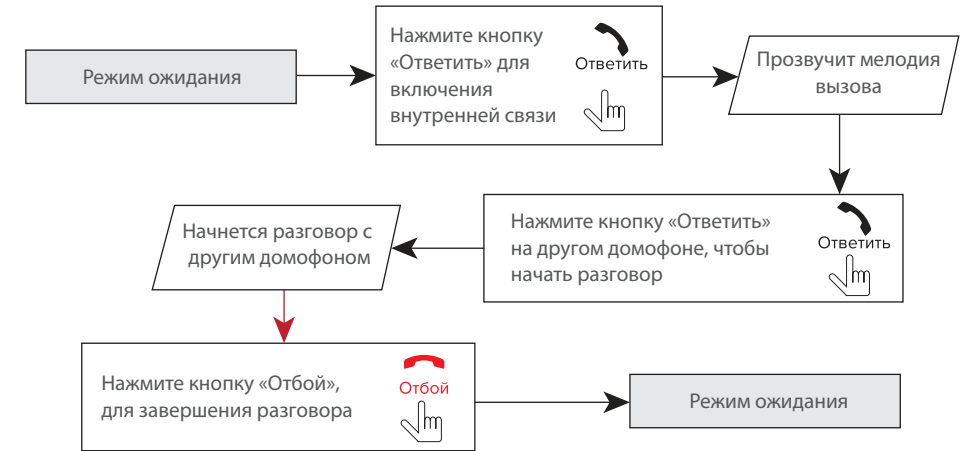 Режим ожидания
Нажмите кнопку
«Ответить» для
включения
внутренней связи
Ответить
Прозвучит мелодия
вызова
Нажмите кнопку «Ответить»
на другом домофоне, чтобы
начать разговор
Ответить
Начнется разговор с
другим домофоном
Нажмите кнопку «Отбой»,
для завершения разговора
Отбой
Режим ожидания